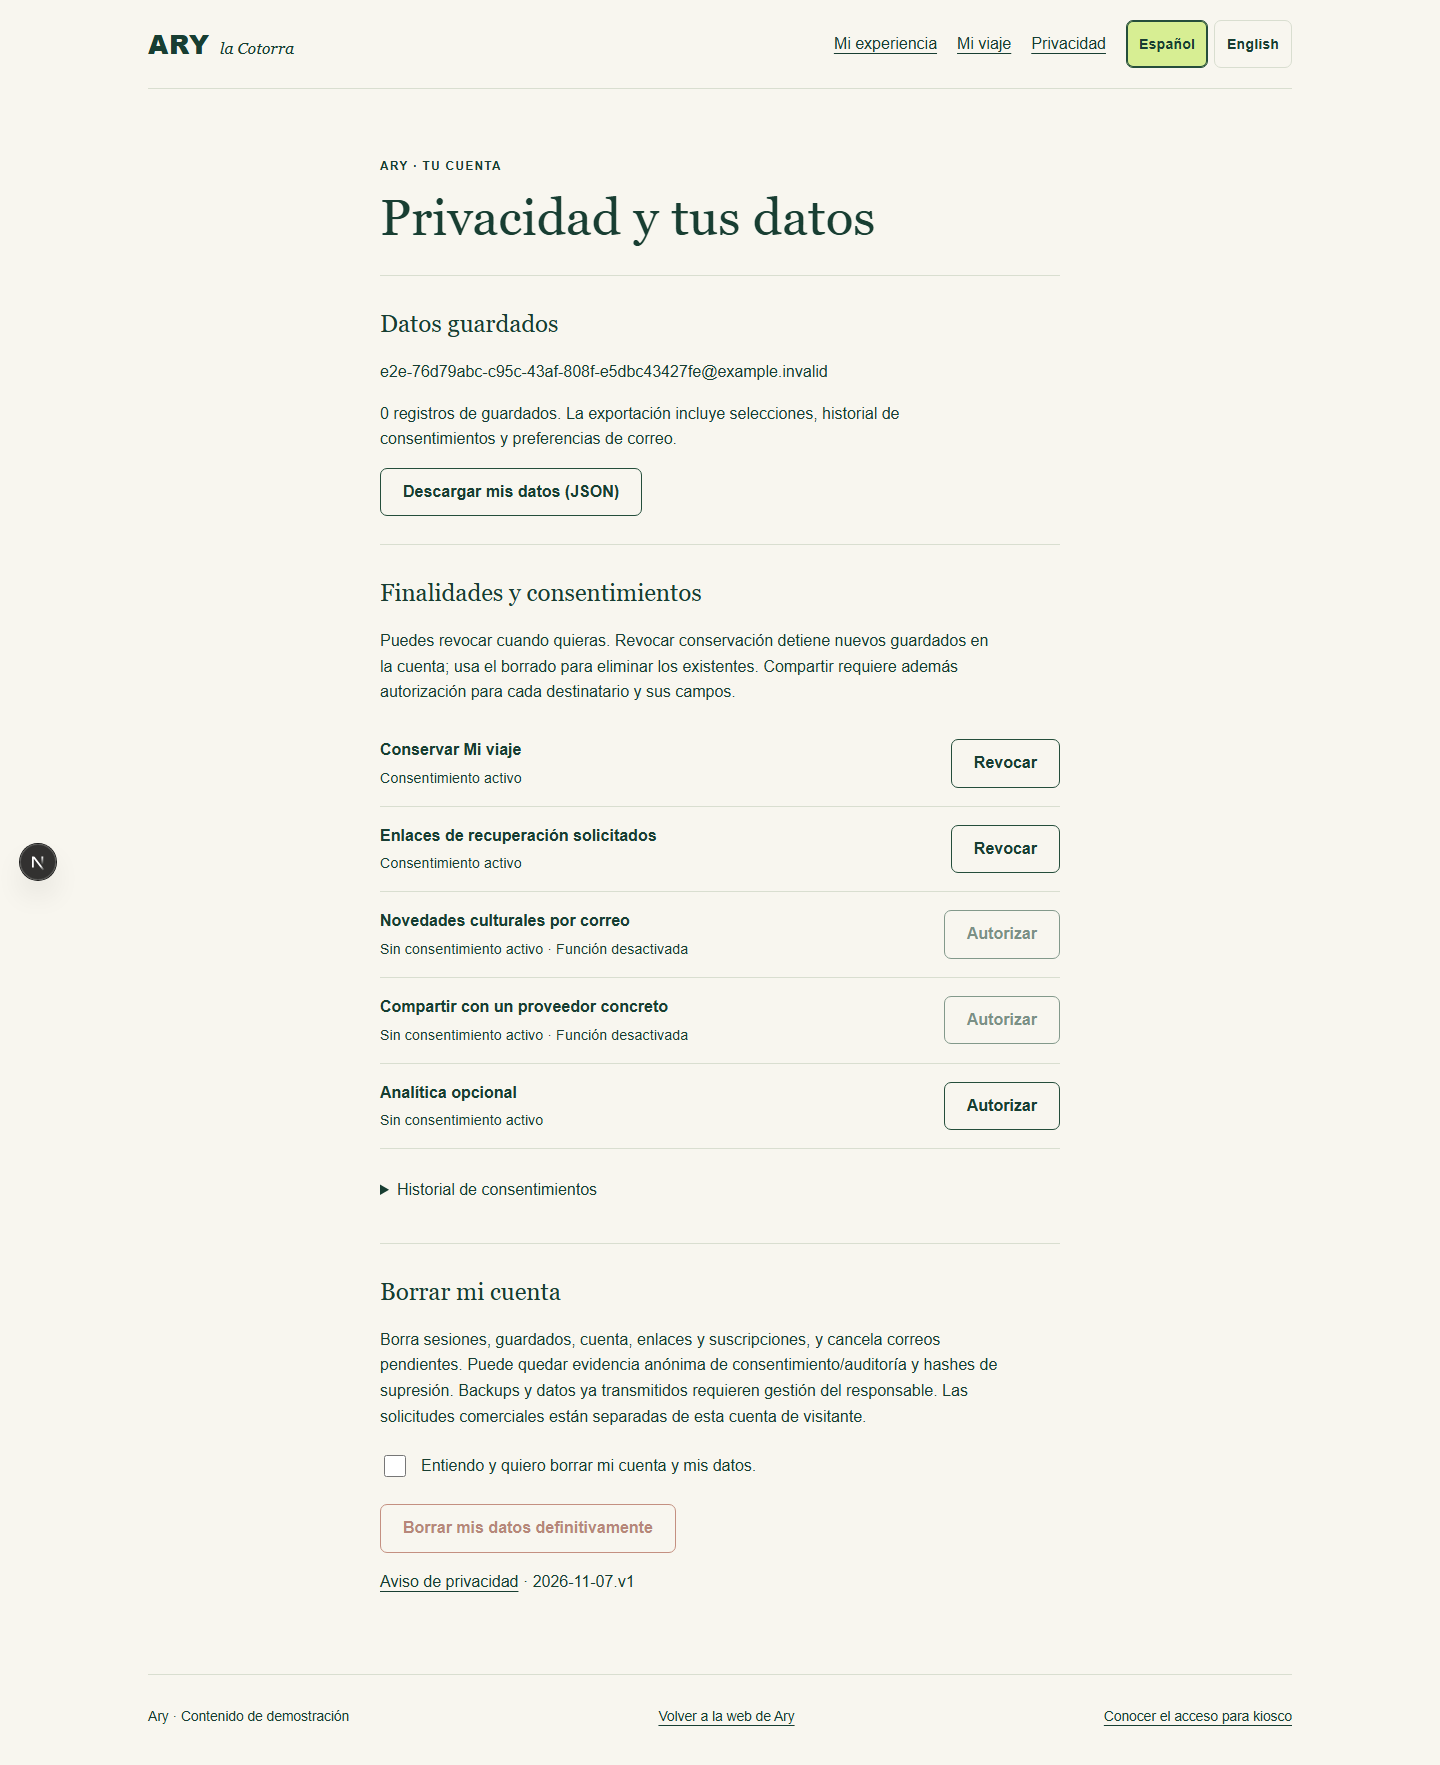 ARY la Cotorra
Mi experiencia
Mi viaje
Privacidad
Español
English
ARY · TU CUENTA
Privacidad y tus datos
Datos guardados
e2e-76d79abc-c95c-43af-808f-e5dbc43427fe@example.invalid
0 registros de guardados. La exportación incluye selecciones, historial de
consentimientos y preferencias de correo.
Descargar mis datos (JSON)
Finalidades y consentimientos
Puedes revocar cuando quieras. Revocar conservación detiene nuevos guardados en
la cuenta; usa el borrado para eliminar los existentes. Compartir requiere además
autorización para cada destinatario y sus campos.
Conservar Mi viaje
Consentimiento activo
Revocar
Enlaces de recuperación solicitados
Consentimiento activo
Revocar
Novedades culturales por correo
Sin consentimiento activo · Función desactivada
Autorizar
Compartir con un proveedor concreto
Sin consentimiento activo · Función desactivada
Autorizar
Analítica opcional
Sin consentimiento activo
Autorizar
Historial de consentimientos
N
Borrar mi cuenta
Borra sesiones, guardados, cuenta, enlaces y suscripciones, y cancela correos
pendientes. Puede quedar evidencia anónima de consentimiento/auditoría y hashes de
supresión. Backups y datos ya transmitidos requieren gestión del responsable. Las
solicitudes comerciales están separadas de esta cuenta de visitante.
Entiendo y quiero borrar mi cuenta y mis datos.
Borrar mis datos definitivamente
Aviso de privacidad · 2026-11-07.v1
Ary · Contenido de demostración
Volver a la web de Ary
Conocer el acceso para kiosco